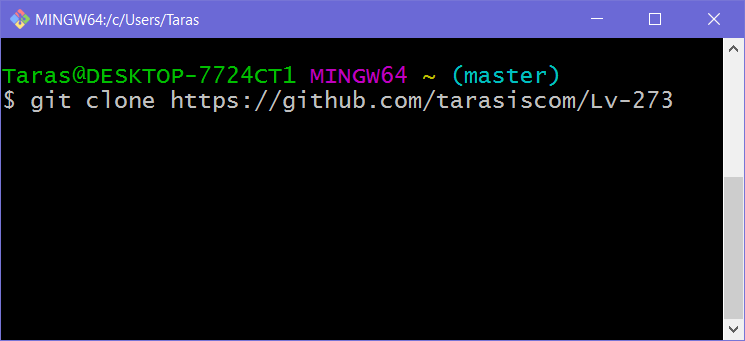 MINGW64:/c/Users/Taras
Taras@DESKTOP-7724CT1 MINGW64 ~ (master)
$ git clone https://github.com/tarasiscom/Lv-273